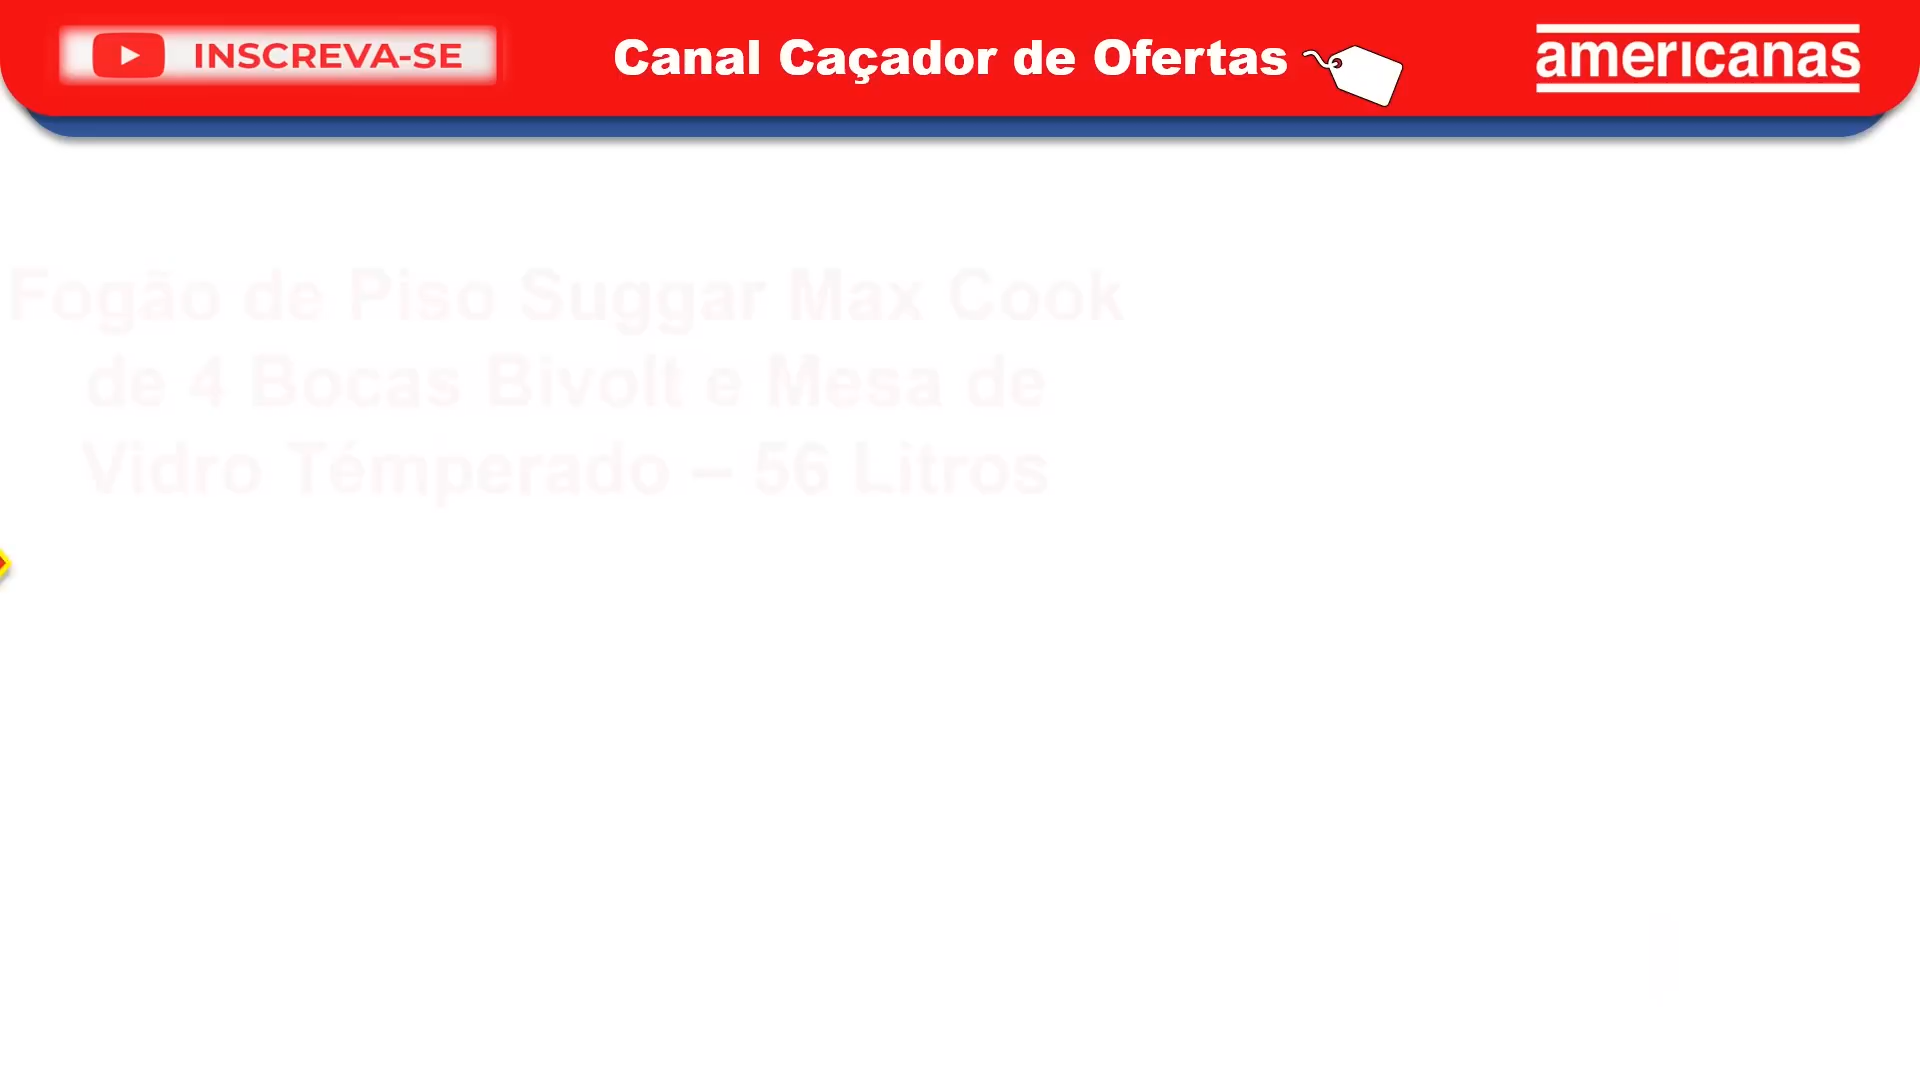 INSCREVA-SE
Canal Caçador de Ofertas
americanas
Fogão de Piso Suggar Max Cook
de 4 Bocas Bivolt e Mesa de
Vidro Témperado – 56 Litros